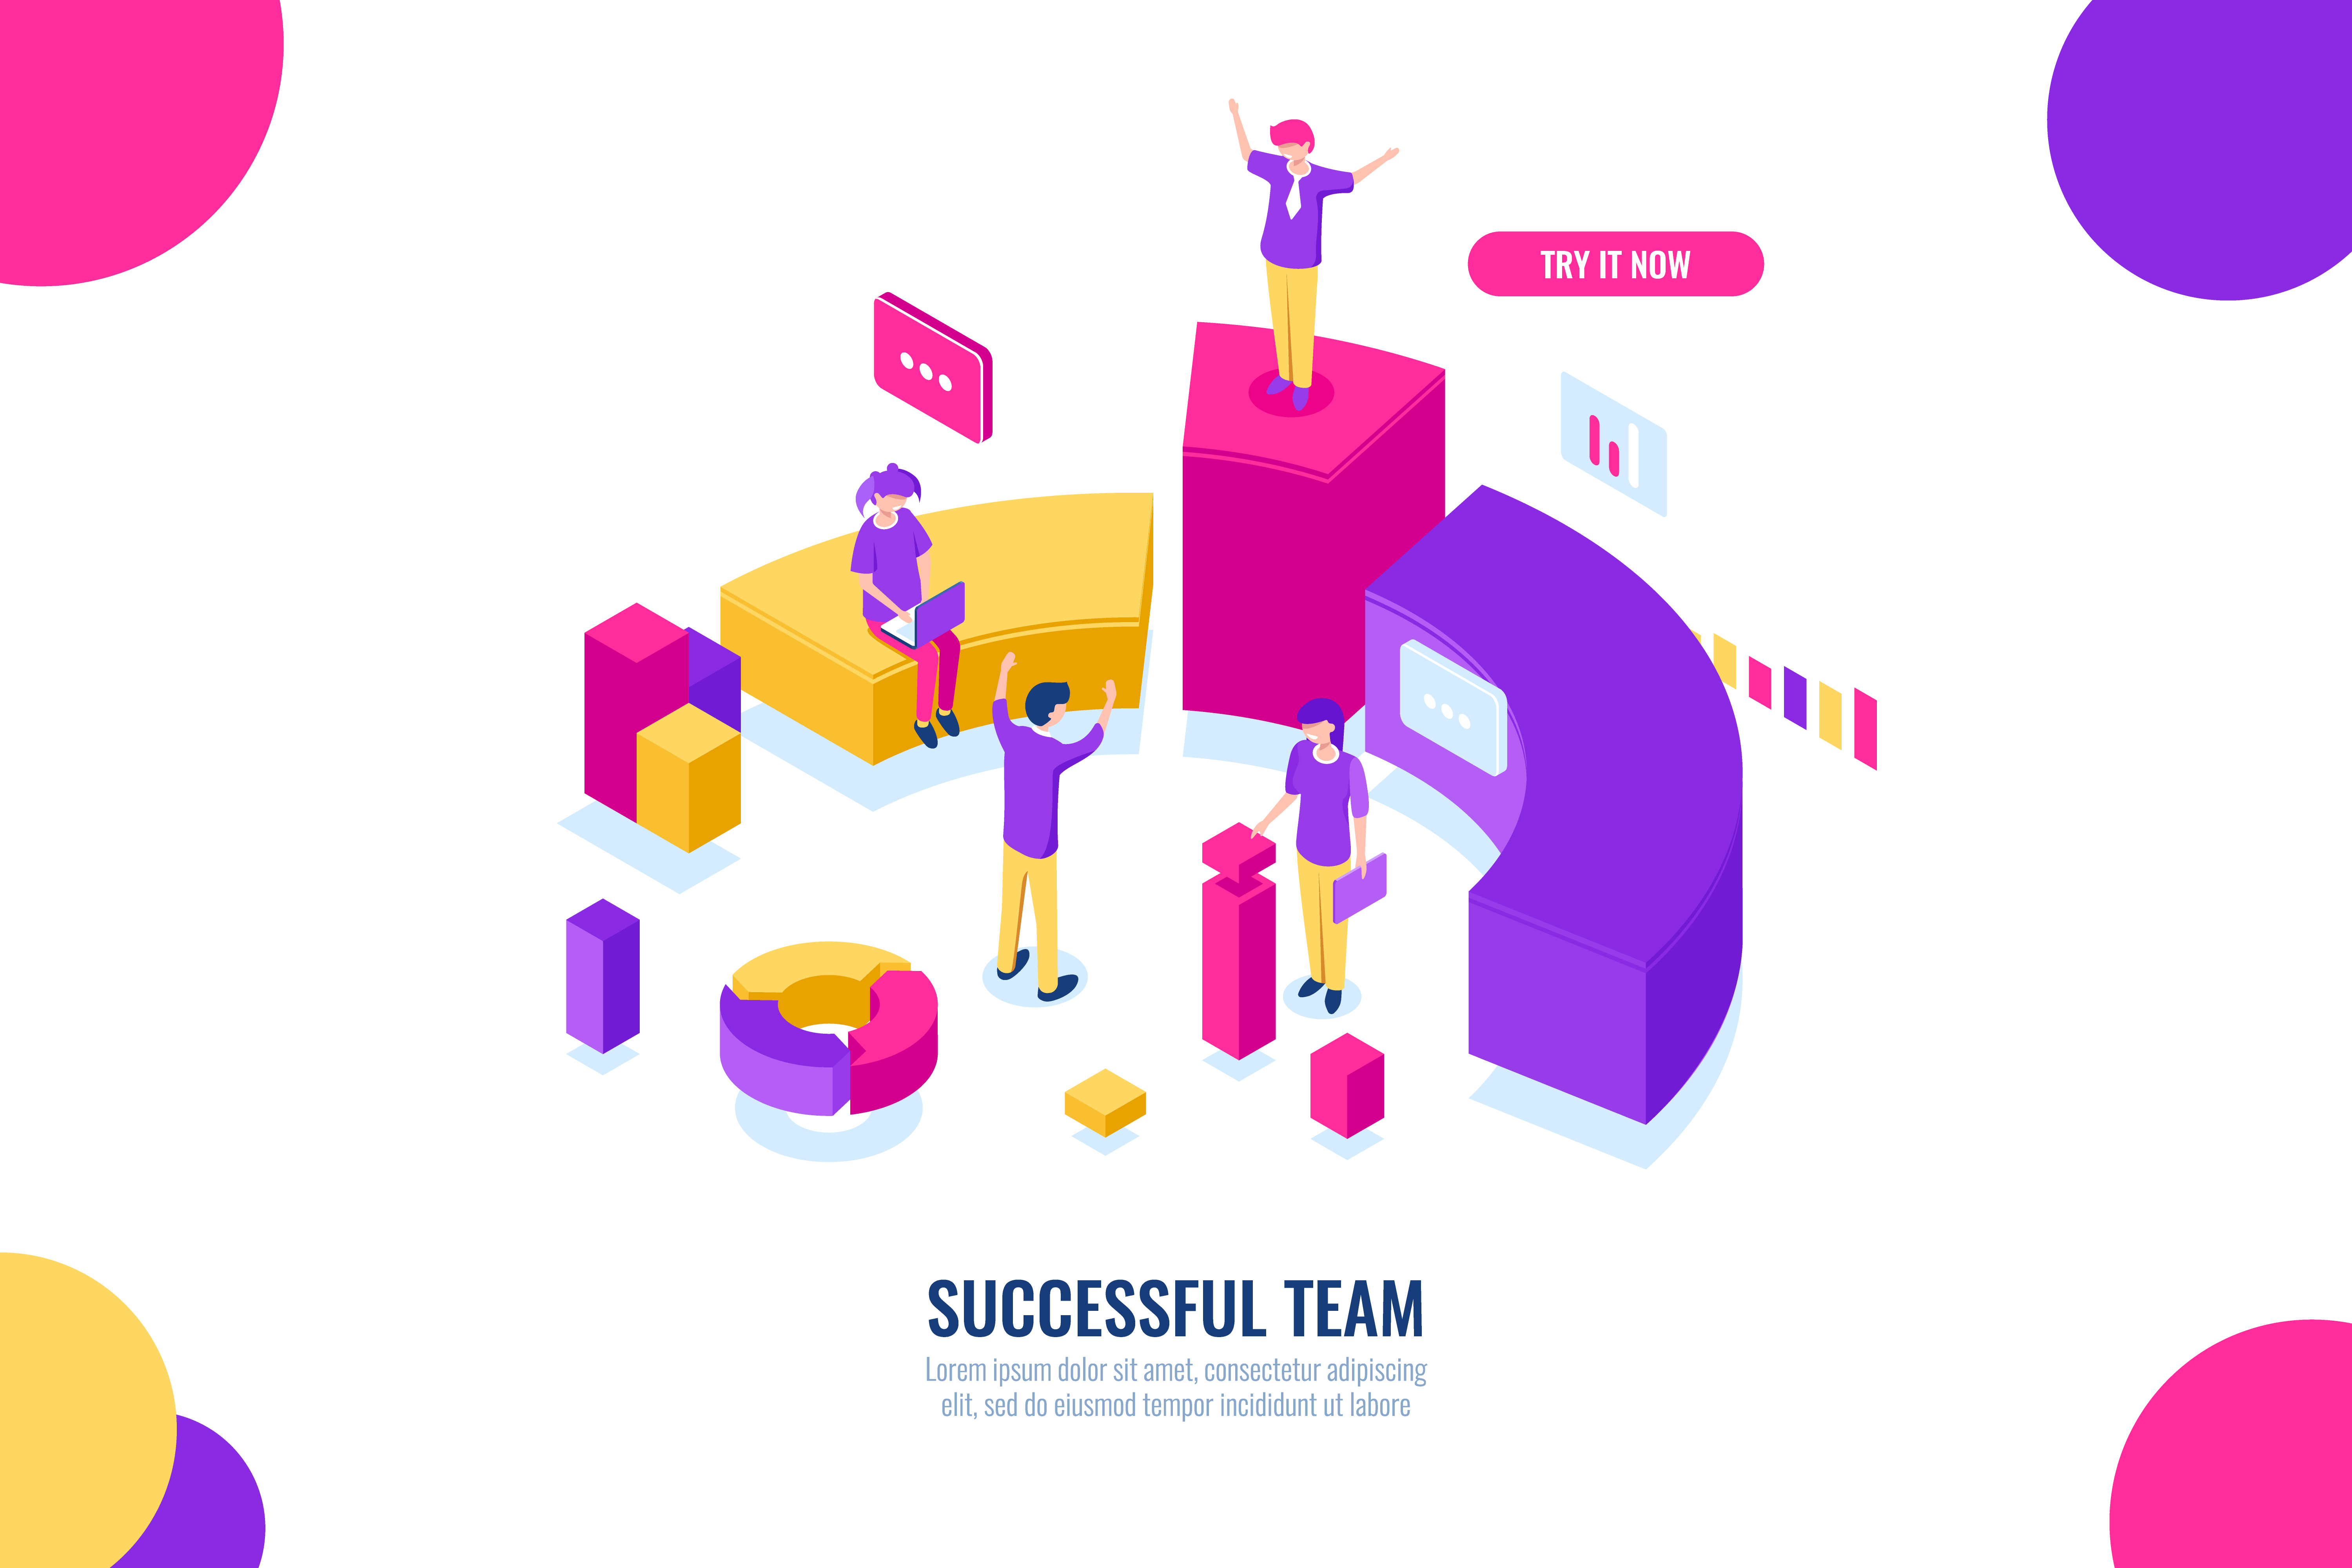 TRY IT NOW
SUCCESSFUL TEAM
Lorem ipsum dolor sit amet, consectetur adipiscing
elit, sed do eiusmod tempor incididunt ut labore